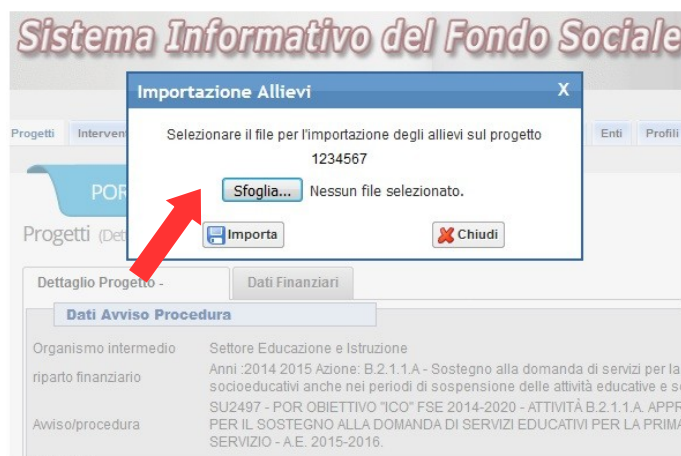 Sistema Informativo del Fondo Sociale
Importazione Allievi X
Progetti Enti Profili
Selezionare il file per l'importazione degli allievi sul progetto
1234567
Sfoglia... Nessun file selezionato.
POR
Progetti
Importa Chiudi
Dettaglio Progetto - Dati Finanziari
Dati Avviso Procedura
Organismo intermedio Settore Educazione e Istruzione
riparto finanziario Anni :2014 2015 Azione: B.2.1.1.A - Sostegno alla domanda di servizi per la
socioeducativi anche nei periodi di sospensione delle attività educative e
SU2497 - POR OBIETTIVO "ICO" FSE 2014-2020 - ATTIVITÀ B.2.1.1.A. APPR
Avviso/procedura PER IL SOSTEGNO ALLA DOMANDA DI SERVIZI EDUCATIVI PER LA PRIMA
SERVIZIO - A.E. 2015-2016.